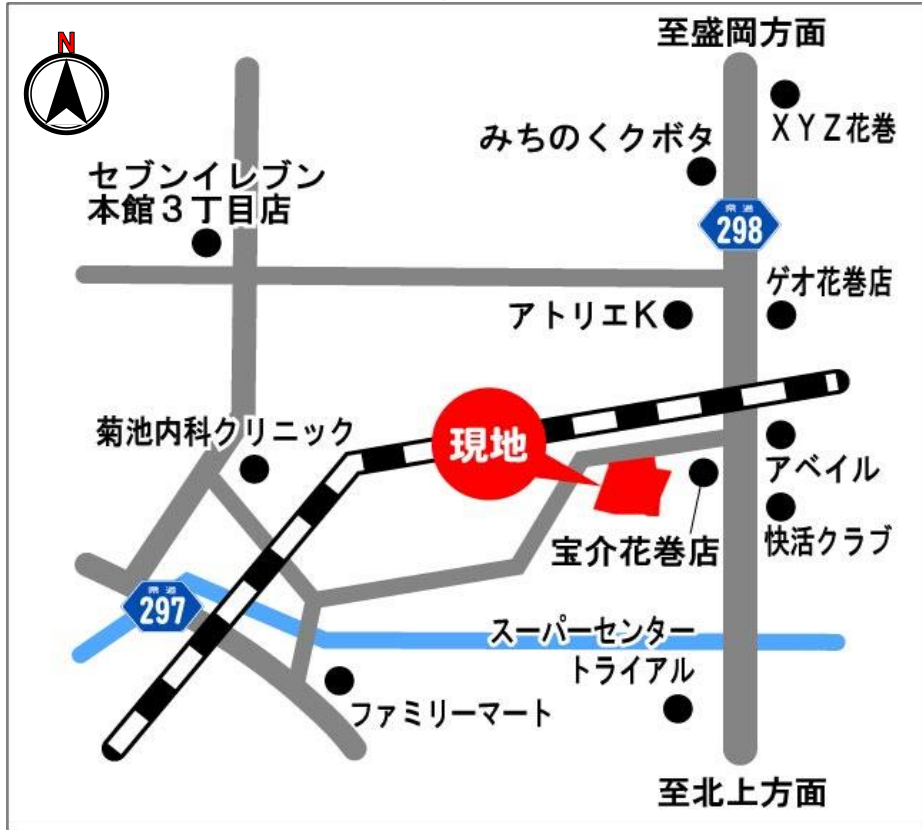 至盛岡方面
N
XYZ花巻
みちのくクボタ
セブンイレブン
本館3丁目店
県道
298
ゲオ花巻店
アトリエK
菊池内科クリニック
現地
アベイル
快活クラブ
宝介花巻店
県道
297
スーパーセンター
トライアル
ファミリーマート
至北上方面